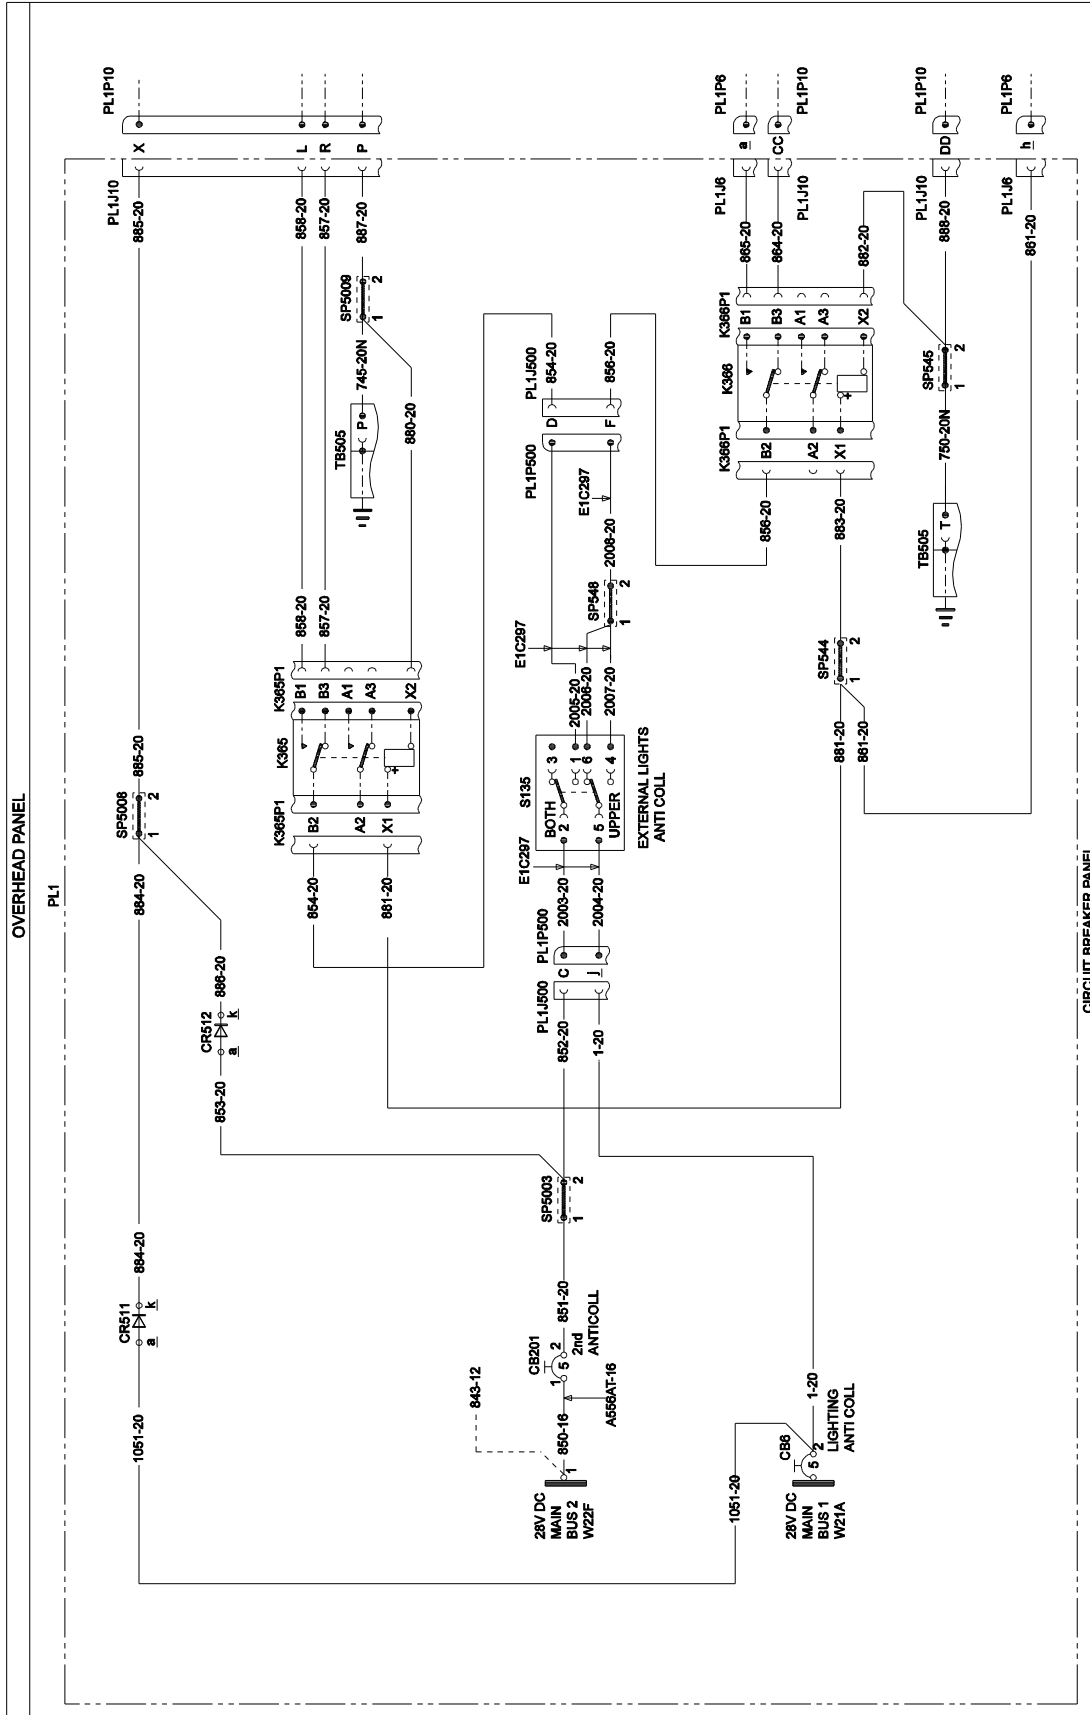 OVERHEAD PANEL
PL1
PL1P10
X
PL1J10
885-20
885-20
SP5008
1
2
884-20
884-20
CR511
a
k
1051-20
886-20
CR512
a
k
853-20
L
R
P
858-20
857-20
887-20
SP5009
1
2
745-20N
TB505
P
880-20
858-20
857-20
K365P1
B1
B3
A1
A3
X2
K365
K365P1
B2
A2
X1
854-20
881-20
PL1J500
854-20
856-20
D
F
PL1P500
E1C297
2008-20
SP548
1
2
E1C297
2005-20
2006-20
2007-20
S135
3
1
6
4
BOTH
2
5
UPPER
EXTERNAL LIGHTS
ANTI COLL
E1C297
2003-20
2004-20
PL1P500
C
j
PL1J500
852-20
1-20
SP5003
1
2
851-20
CB201
1
5
2
2nd
ANTICOLL
A556AT-16
843-12
850-16
1
28V DC
MAIN
BUS 2
W22F
1051-20
CB6
5
2
1-20
LIGHTING
ANTI COLL
28V DC
MAIN
BUS 1
W21A
PL1P6
PL1P10
a
CC
PL1J6
PL1J10
865-20
864-20
882-20
K366P1
B1
B3
A1
A3
X2
K366
K366P1
B2
A2
X1
856-20
883-20
SP544
1
2
881-20
861-20
PL1P10
DD
PL1J10
888-20
SP545
1
2
750-20N
TB505
T
PL1P6
h
PL1J6
861-20
CIRCUIT BREAKER PANEL